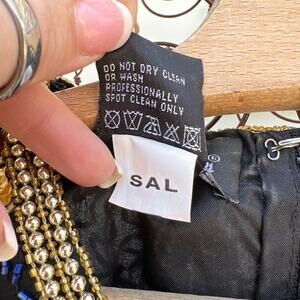 DO NOT DRY CLEAN
OR WASH
PROFESSIONALLY
SPOT CLEAN ONLY
SAL